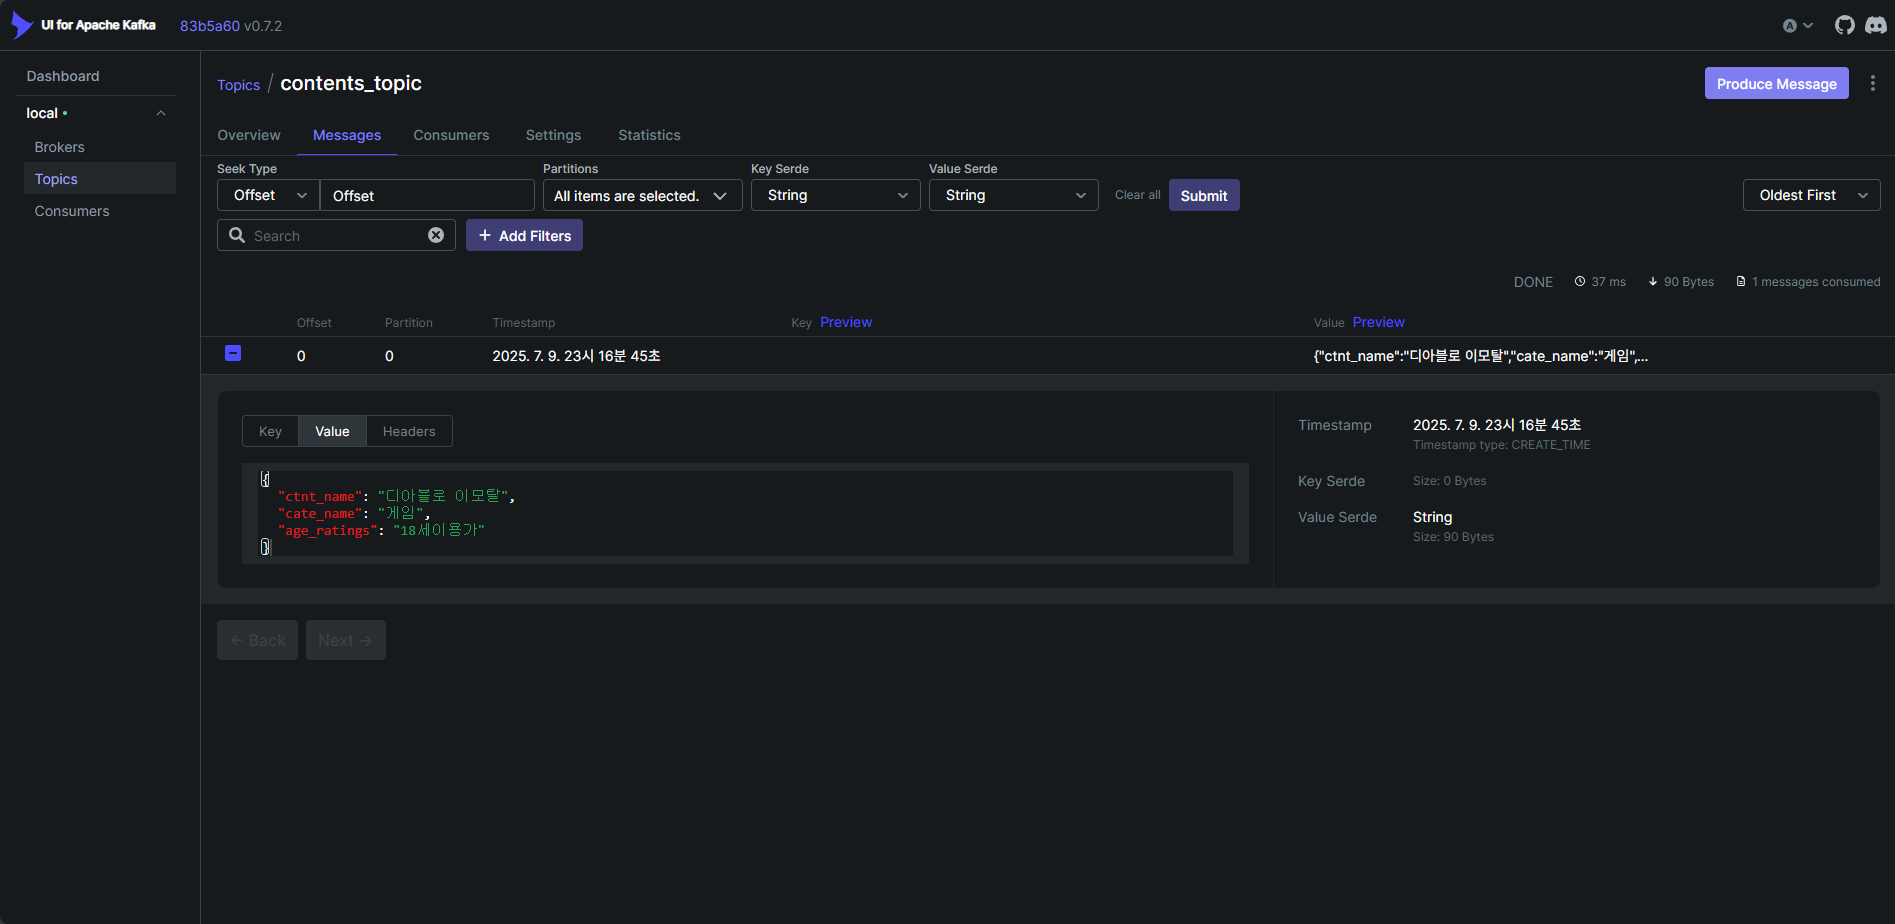 UI for Apache Kafka 83b5a60 v0.7.2
Dashboard
local
Brokers
Topics
Consumers
Topics / contents_topic
Produce Message
Overview Messages Consumers Settings Statistics
Seek Type Partitions Key Serde Value Serde
Offset Offset All items are selected. String String Clear all Submit Oldest First
Search + Add Filters
DONE 37 ms 90 Bytes 1 messages consumed
Offset Partition Timestamp Key Preview Value Preview
0 0 2025. 7. 9. 23시 16분 45초 {"ctnt_name":"디아블로 이모탈","cate_name":"게임",...
Key Value Headers
{
"ctnt_name": "디아블로 이모탈",
"cate_name": "게임",
"age_ratings": "18세이용가"
}
Timestamp 2025. 7. 9. 23시 16분 45초
Timestamp type: CREATE_TIME
Key Serde Size: 0 Bytes
Value Serde String
Size: 90 Bytes
← Back Next →